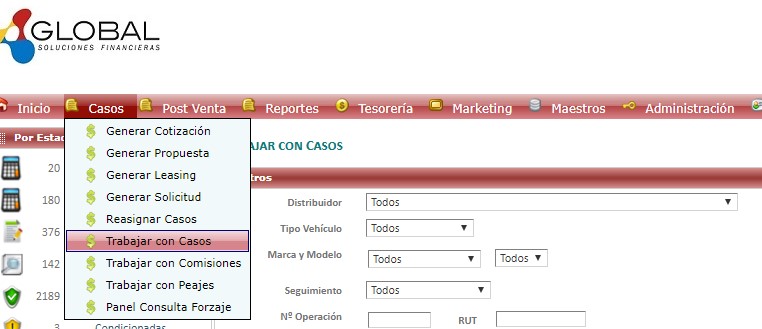 GLOBAL
SOLUCIONES FINANCIERAS
Inicio Casos Post Venta Reportes Tesorería Marketing Maestros Administración
Generar Cotización
Generar Propuesta
Generar Leasing
Generar Solicitud
Reasignar Casos
Trabajar con Casos
Trabajar con Comisiones
Trabajar con Peajes
Panel Consulta Forzaje
Por Estad
20
180
376
142
2189
3 Condicionadas
AJAR CON CASOS
tros
Distribuidor Todos
Tipo Vehículo Todos
Marca y Modelo Todos Todos
Seguimiento Todos
Nº Operación RUT